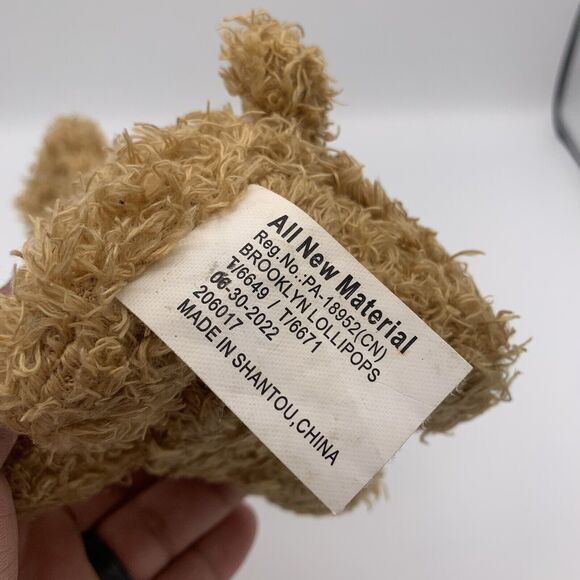 All New Material
Reg.No.:PA-18952(CN)
BROOKLYN LOLLIPOPS
T/6649 / T/6671
06-30-2022
206017
MADE IN SHANTOU,CHINA